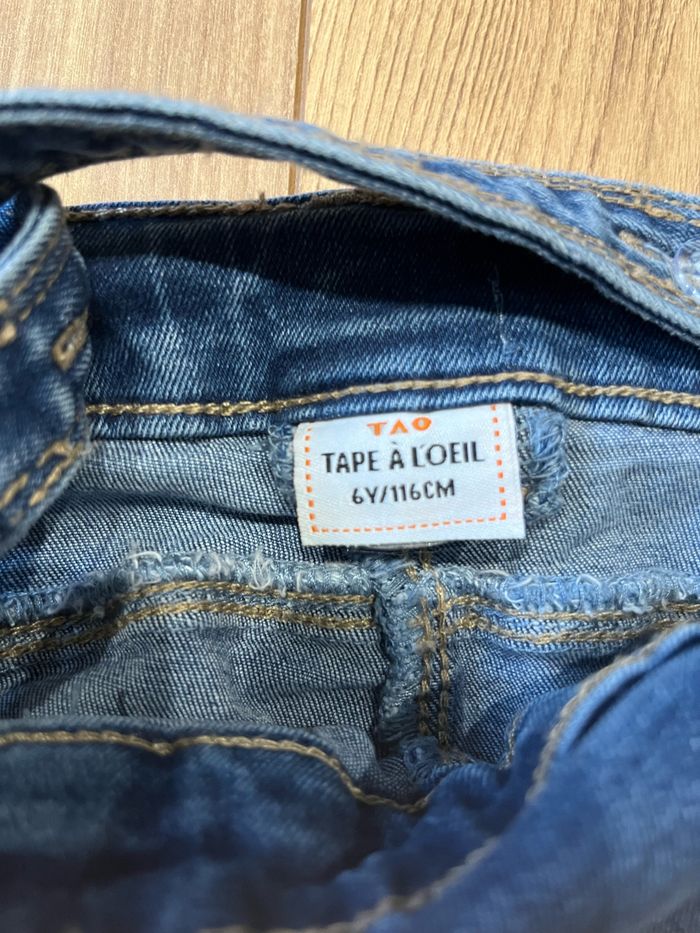 TAO
TAPE À L'OEIL
6Y/116CM